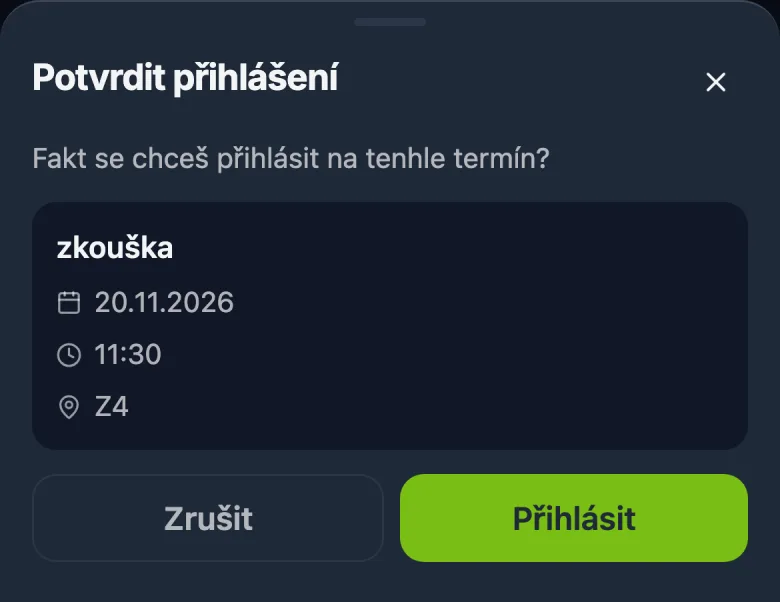 Potvrdit přihlášení
Fakt se chceš přihlásit na tenhle termín?
zkouška
20.11.2026
11:30
Z4
Zrušit
Přihlásit